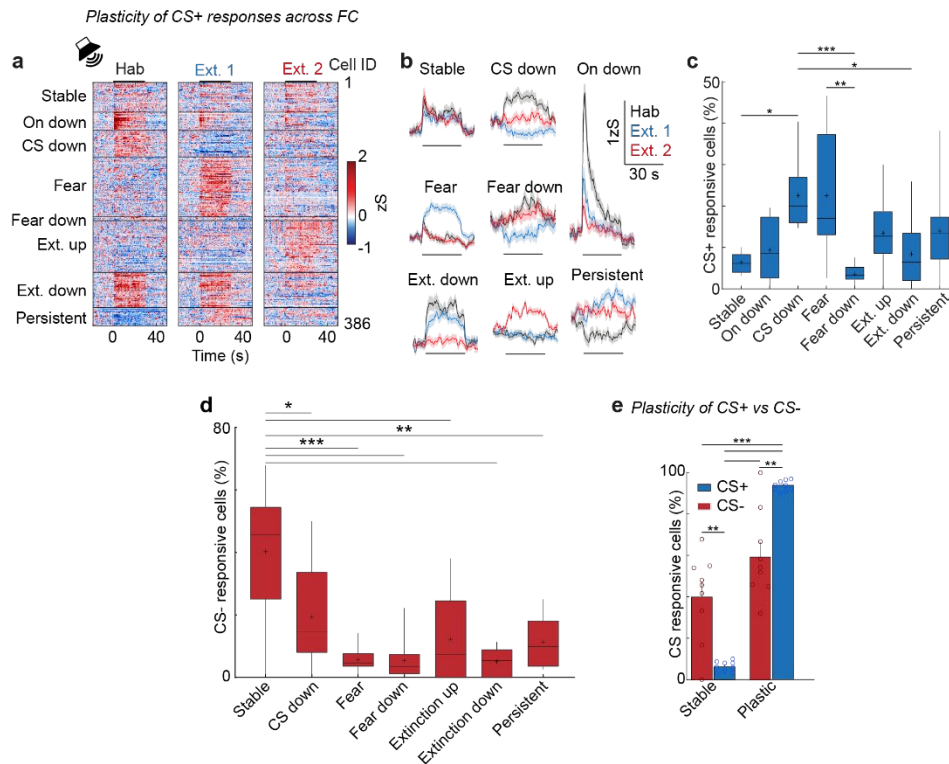 Plasticity of CS+ responses across FC
a
Hab
Ext. 1
Ext. 2
Cell ID
1
Stable
On down
CS down
Fear
Fear down
Ext. up
Ext. down
Persistent
386
0 40
0 40
0 40
Time (s)
2
0
-1
zS
b
Stable
CS down
On down
Hab
Ext. 1
Ext. 2
1zS
30 s
Fear
Fear down
Ext. down
Ext. up
Persistent
c
***
*
**
*
50
0
CS+ responsive cells (%)
Stable
On down
CS down
Fear
Fear down
Ext. up
Ext. down
Persistent
d
*
**
***
80
0
CS- responsive cells (%)
Stable
CS down
Fear
Fear down
Extinction up
Extinction down
Persistent
e Plasticity of CS+ vs CS-
***
**
**
100
0
CS responsive cells (%)
CS+
CS-
Stable
Plastic